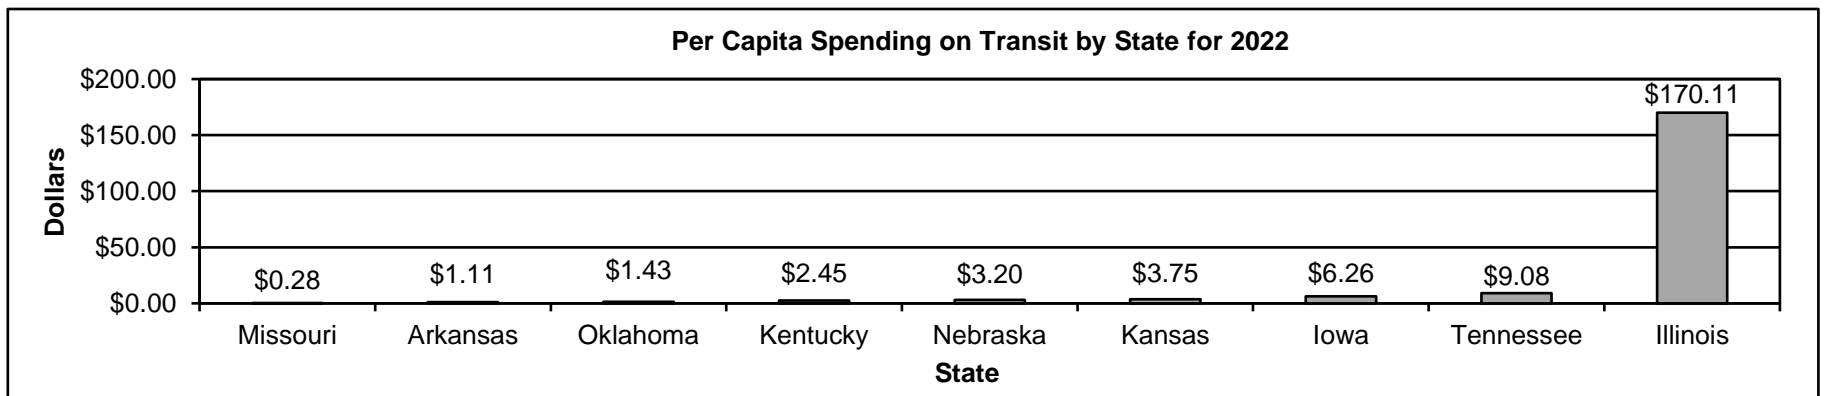 Per Capita Spending on Transit by State for 2022
Dollars
$200.00
$150.00
$100.00
$50.00
$0.00
$0.28 $1.11 $1.43 $2.45 $3.20 $3.75 $6.26 $9.08 $170.11
Missouri Arkansas Oklahoma Kentucky Nebraska Kansas Iowa Tennessee Illinois
State